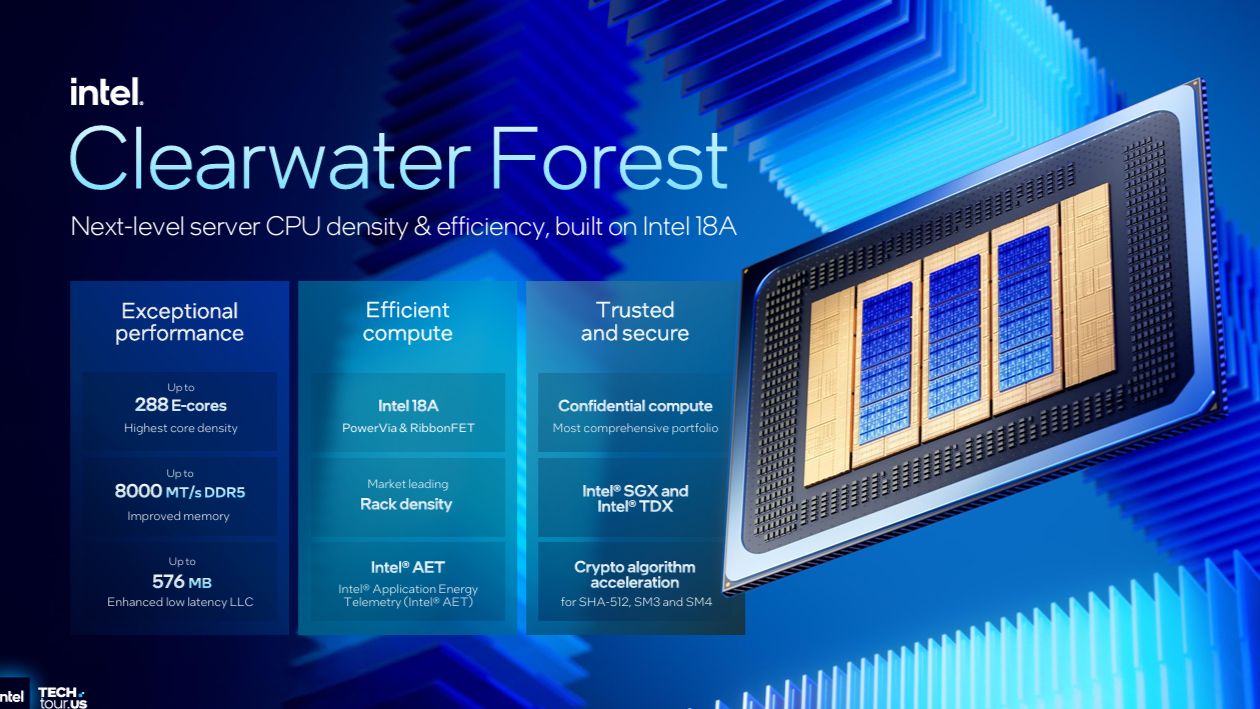 intel.
Clearwater Forest
Next-level server CPU density & efficiency, built on Intel 18A
Exceptional
performance
Up to
288 E-cores
Highest core density
Up to
8000 MT/s DDR5
Improved memory
Up to
576 MB
Enhanced low latency LLC
Efficient
compute
Intel 18A
PowerVia & RibbonFET
Market leading
Rack density
Intel® AET
Intel® Application Energy
Telemetry (Intel® AET)
Trusted
and secure
Confidential compute
Most comprehensive portfolio
Intel® SGX and
Intel® TDX
Crypto algorithm
acceleration
for SHA-512, SM3 and SM4
ntel
TECH
tour.us